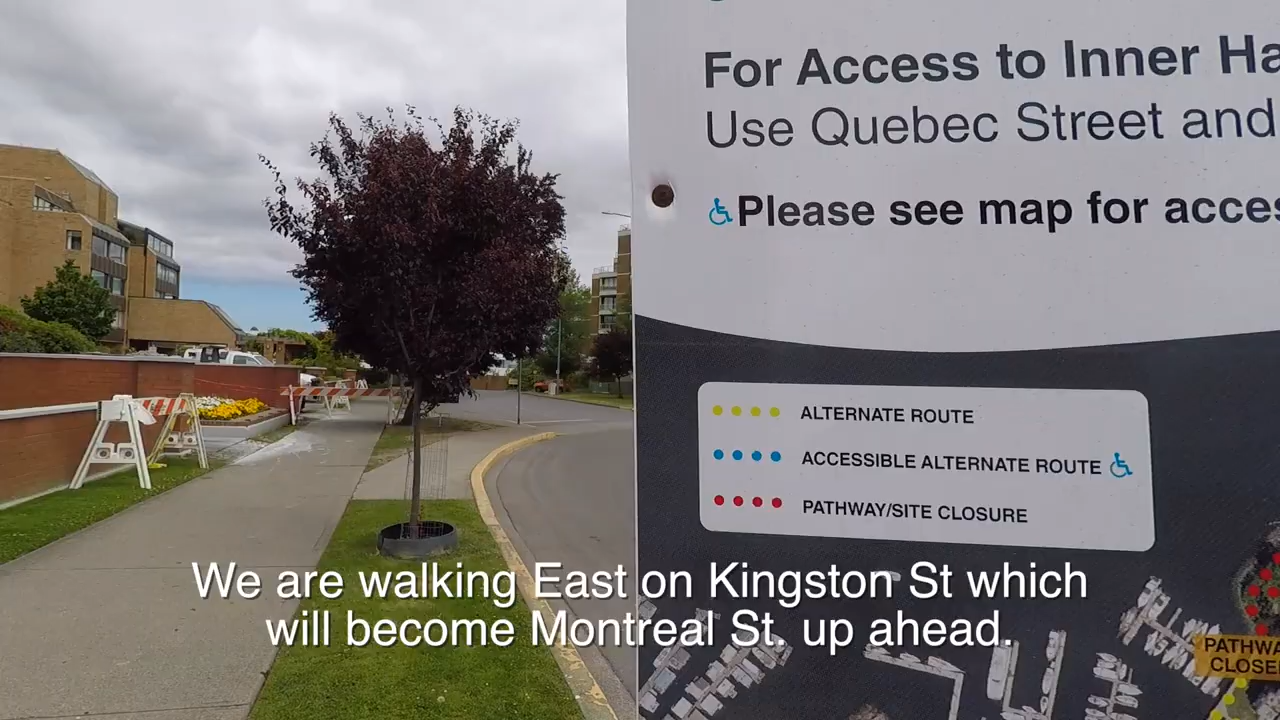 For Access to Inner Ha
Use Quebec Street and
Please see map for acces
ALTERNATE ROUTE
ACCESSIBLE ALTERNATE ROUTE
PATHWAY/SITE CLOSURE
PATHWA
CLOSE
We are walking East on Kingston St which
will become Montreal St. up ahead.